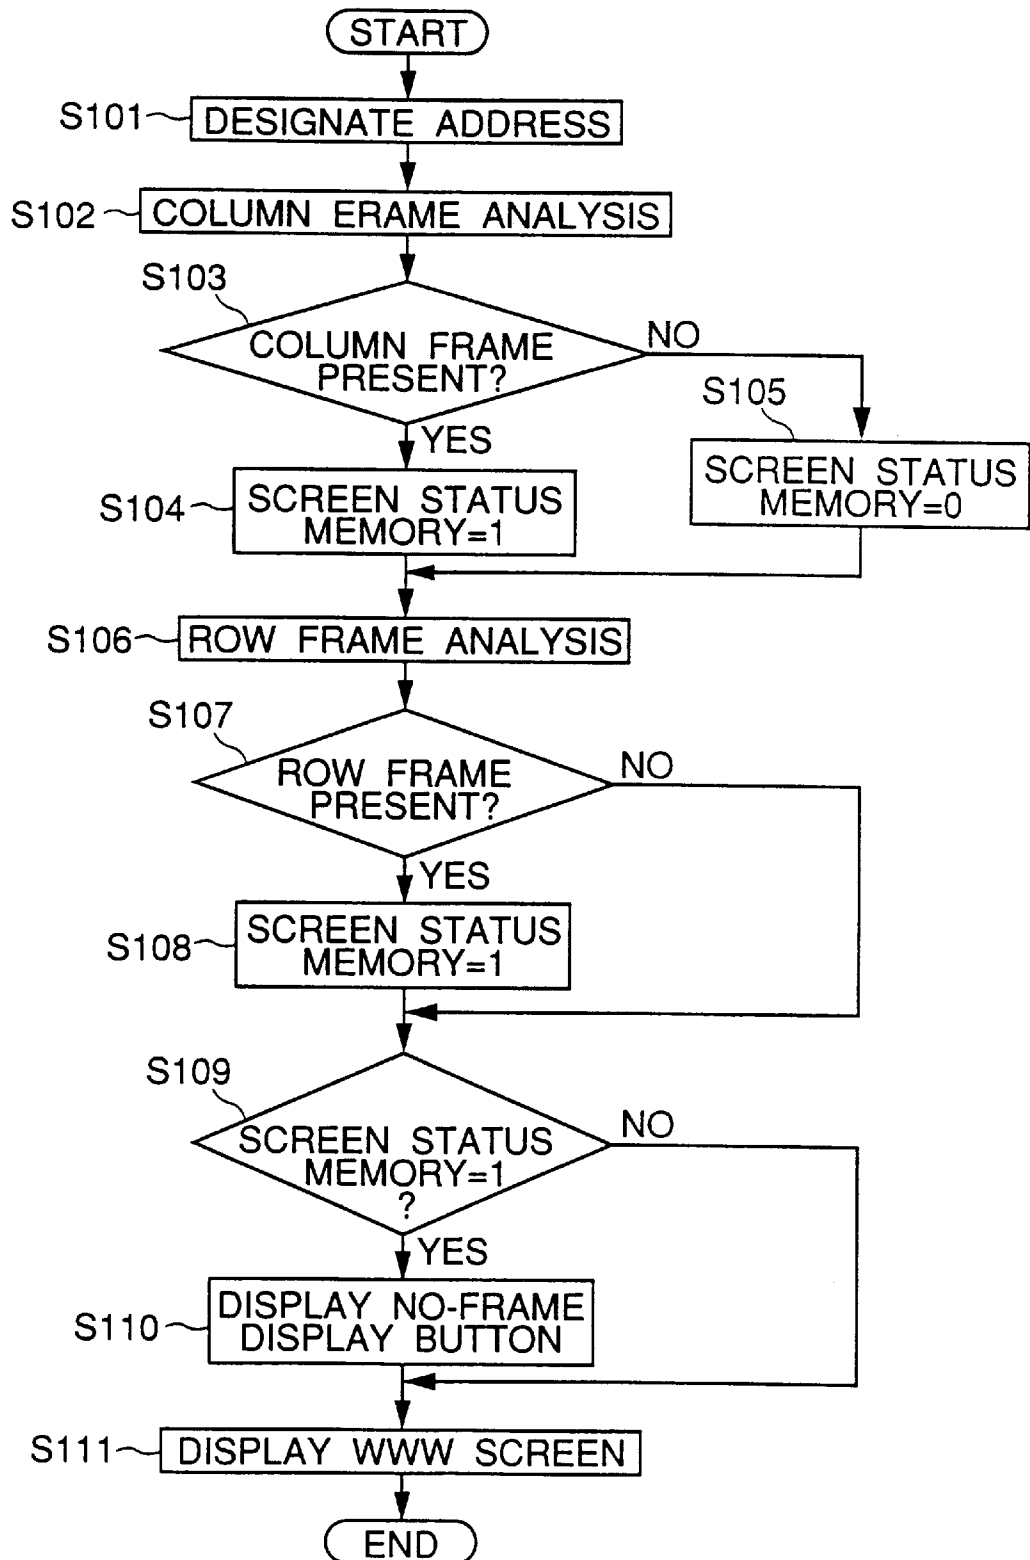 START
S101
DESIGNATE ADDRESS
S102
COLUMN ERAME ANALYSIS
S103
COLUMN FRAME
PRESENT?
NO
YES
S105
SCREEN STATUS
MEMORY=0
S104
SCREEN STATUS
MEMORY=1
S106
ROW FRAME ANALYSIS
S107
ROW FRAME
PRESENT?
NO
YES
S108
SCREEN STATUS
MEMORY=1
S109
SCREEN STATUS
MEMORY=1
?
NO
YES
S110
DISPLAY NO-FRAME
DISPLAY BUTTON
S111
DISPLAY WWW SCREEN
END